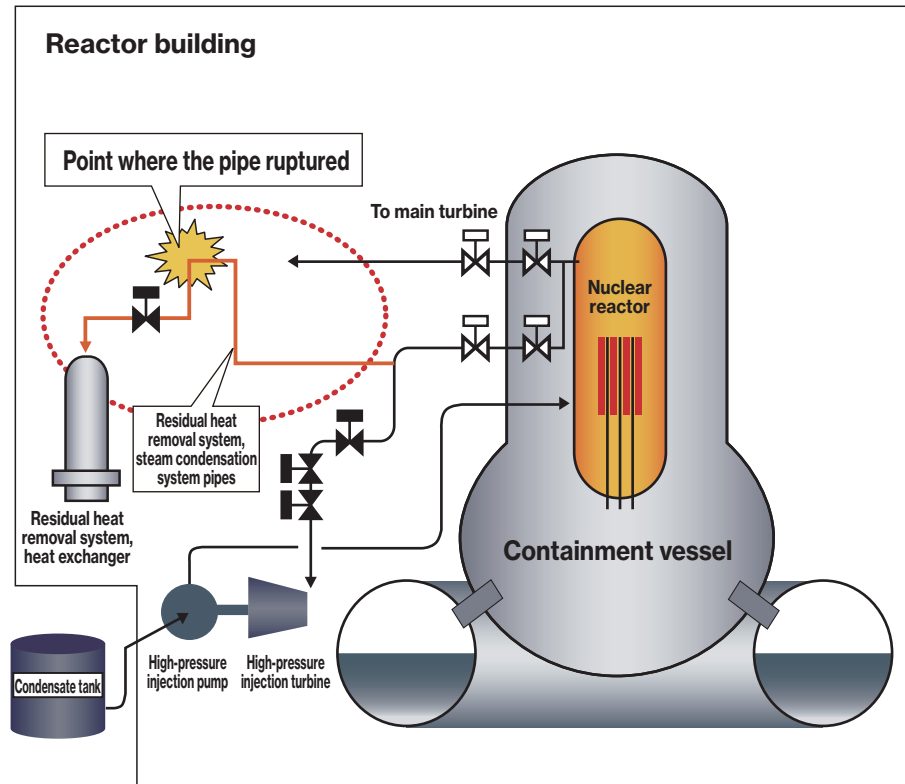 Reactor building
Point where the pipe ruptured
To main turbine
Nuclear
reactor
Residual heat
removal system,
steam condensation
system pipes
Residual heat
removal system,
heat exchanger
Containment vessel
Condensate tank
High-pressure
injection pump
High-pressure
injection turbine